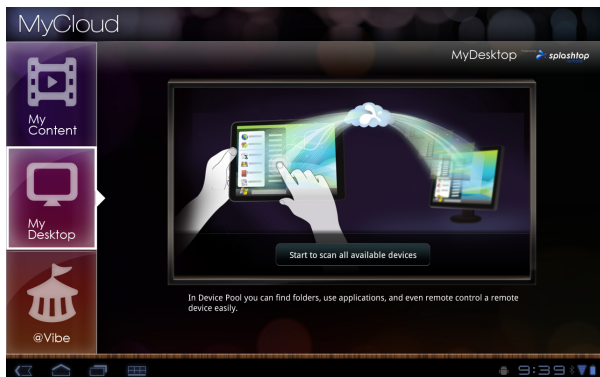 MyCloud
MyDesktop splashtop
My
Content
My
Desktop
@Vibe
Start to scan all available devices
In Device Pool you can find folders, use applications, and even remote control a remote
device easily.
9:39